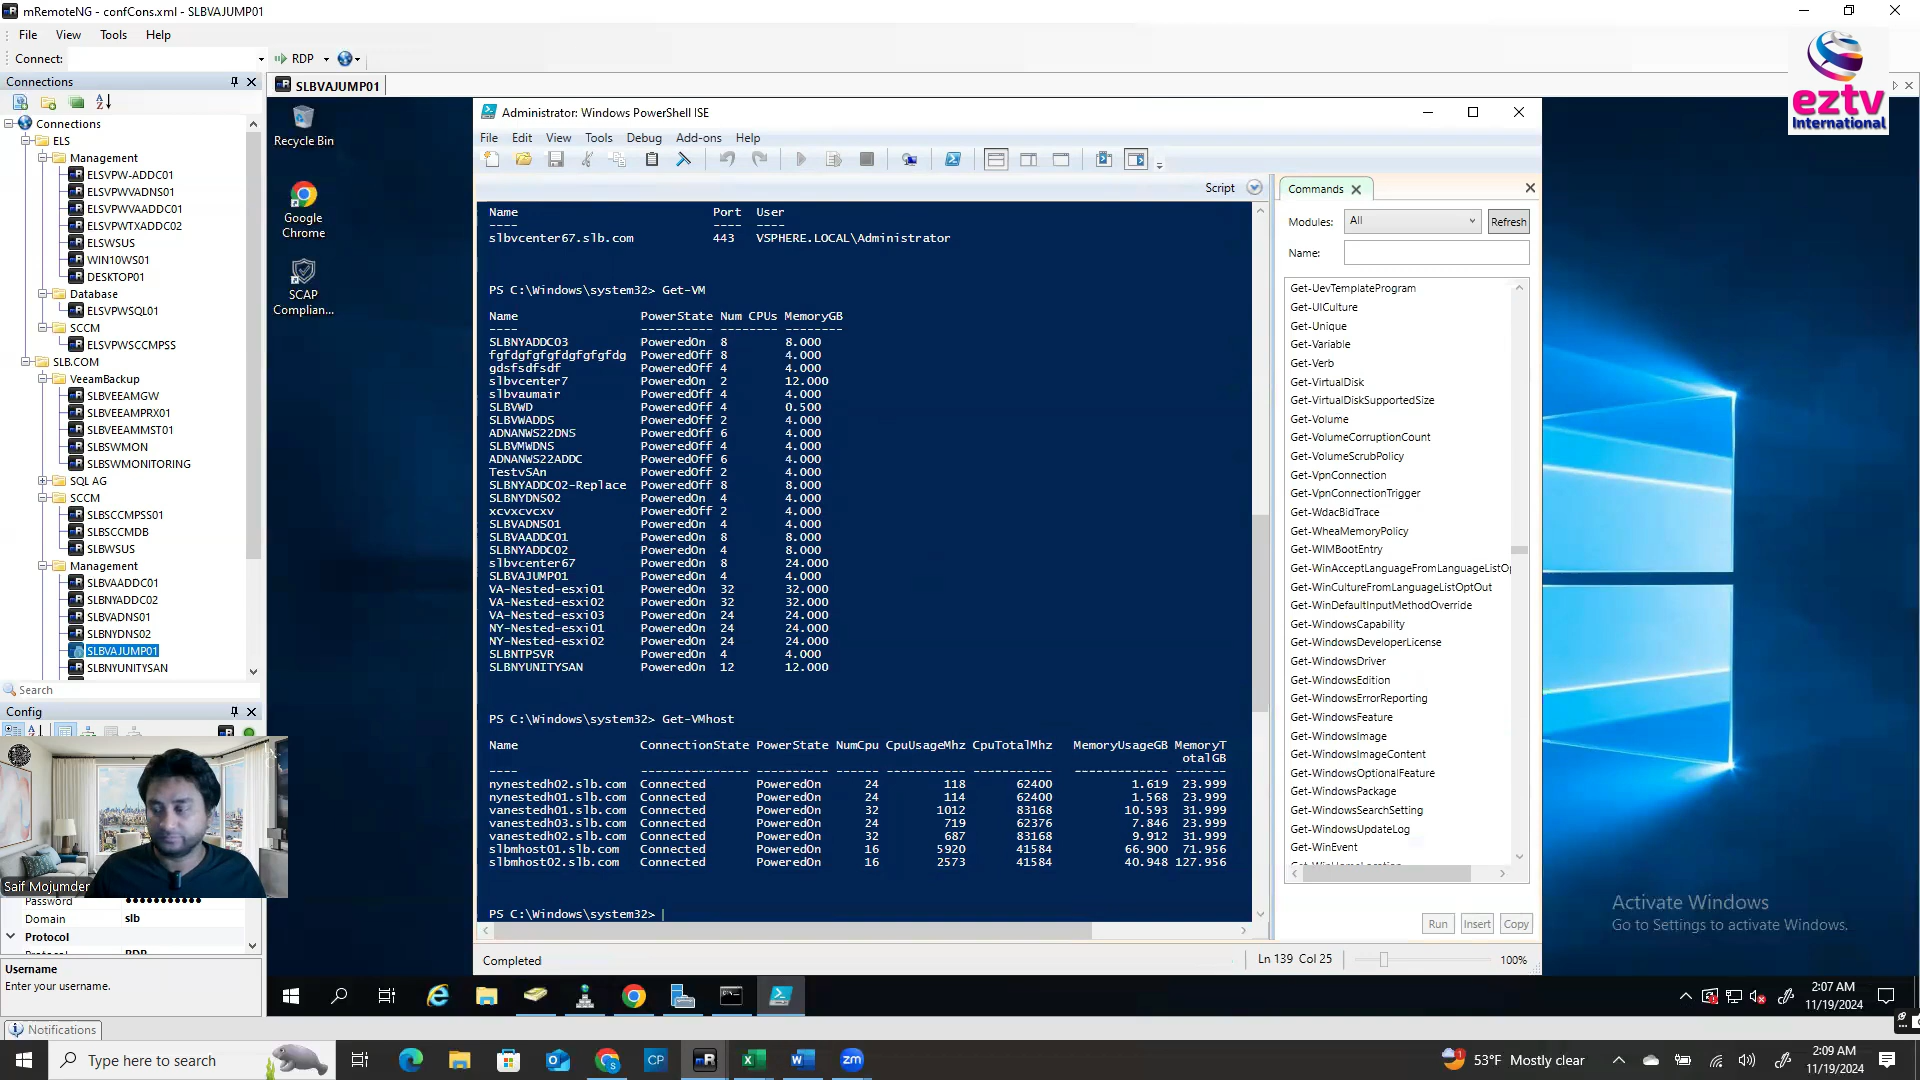 mRemoteNG - confCons.xml - SLBVAJUMP01
File View Tools Help
Connect: RDP
Connections
SLBVAJUMP01
eztv
International
Connections
ELS
Management
ELSVPW-ADDC01
ELSVPWVADNS01
ELSVPWVAADDC01
ELSVPWTXADDC02
ELSWSUS
WIN10WS01
DESKTOP01
Database
ELSVPWSQL01
SCCM
ELSVPWSCCMPSS
SLB.COM
VeeamBackup
SLBVEEAMGW
SLBVEEAMPRX01
SLBVEEAMMST01
SLBSWMON
SLBSWMONITORING
SQL AG
SCCM
SLBSCCMPSS01
SLBSCCMDB
SLBWSUS
Management
SLBVAADDC01
SLBNYADDC02
SLBVADNS01
SLBNYDNS02
SLBVAJUMP01
SLBNYUNITYSAN
Search
Config
Saif Mojumder
Password ●●●●●●●●●●●
Domain slb
Protocol
Username
Enter your username.
Notifications
Recycle Bin
Google
Chrome
SCAP
Complian...
Administrator: Windows PowerShell ISE
File Edit View Tools Debug Add-ons Help
Script
Name Port User
---- ---- ----
slbvcenter67.slb.com 443 VSPHERE.LOCAL\Administrator
PS C:\Windows\system32> Get-VM
Name PowerState Num CPUs MemoryGB
---- ---------- -------- --------
SLBNYADDC03 PoweredOn 8 8.000
fgfdgfgfgfdgfgfgfdg PoweredOff 8 4.000
gdsfsdfsdf PoweredOff 4 4.000
slbvcenter7 PoweredOn 2 12.000
slbvaumair PoweredOff 4 4.000
SLBVWD PoweredOff 4 0.500
SLBVWADDS PoweredOff 2 4.000
ADNANWS22DNS PoweredOff 6 4.000
SLBVMWDNS PoweredOff 4 4.000
ADNANWS22ADDC PoweredOff 6 4.000
TestvSAn PoweredOff 2 4.000
SLBNYADDC02-Replace PoweredOff 8 8.000
SLBNYDNS02 PoweredOn 4 4.000
xcvxcvcxv PoweredOff 2 4.000
SLBVADNS01 PoweredOn 4 4.000
SLBVAADDC01 PoweredOn 8 8.000
SLBNYADDC02 PoweredOn 4 8.000
slbvcenter67 PoweredOn 8 24.000
SLBVAJUMP01 PoweredOn 4 4.000
VA-Nested-esxi01 PoweredOn 32 32.000
VA-Nested-esxi02 PoweredOn 32 32.000
VA-Nested-esxi03 PoweredOn 24 24.000
NY-Nested-esxi01 PoweredOn 24 24.000
NY-Nested-esxi02 PoweredOn 24 24.000
SLBNTPSVR PoweredOn 4 4.000
SLBNYUNITYSAN PoweredOn 12 12.000
PS C:\Windows\system32> Get-VMhost
Name ConnectionState PowerState NumCpu CpuUsageMhz CpuTotalMhz MemoryUsageGB MemoryT
otalGB
---- --------------- ---------- ------ ----------- ----------- ------------- -------
nynestedh02.slb.com Connected PoweredOn 24 118 62400 1.619 23.999
nynestedh01.slb.com Connected PoweredOn 24 114 62400 1.568 23.999
vanestedh01.slb.com Connected PoweredOn 32 1012 83168 10.593 31.999
vanestedh03.slb.com Connected PoweredOn 24 719 62376 7.846 23.999
vanestedh02.slb.com Connected PoweredOn 32 687 83168 9.912 31.999
slbmhost01.slb.com Connected PoweredOn 16 5920 41584 66.900 71.956
slbmhost02.slb.com Connected PoweredOn 16 2573 41584 40.948 127.956
PS C:\Windows\system32>
Completed Ln 139 Col 25 100%
Commands
Modules: All Refresh
Name:
Get-UevTemplateProgram
Get-UICulture
Get-Unique
Get-Variable
Get-Verb
Get-VirtualDisk
Get-VirtualDiskSupportedSize
Get-Volume
Get-VolumeCorruptionCount
Get-VolumeScrubPolicy
Get-VpnConnection
Get-VpnConnectionTrigger
Get-WdacBidTrace
Get-WheaMemoryPolicy
Get-WIMBootEntry
Get-WinAcceptLanguageFromLanguageListO
Get-WinCultureFromLanguageListOptOut
Get-WinDefaultInputMethodOverride
Get-WindowsCapability
Get-WindowsDeveloperLicense
Get-WindowsDriver
Get-WindowsEdition
Get-WindowsErrorReporting
Get-WindowsFeature
Get-WindowsImage
Get-WindowsImageContent
Get-WindowsOptionalFeature
Get-WindowsPackage
Get-WindowsSearchSetting
Get-WindowsUpdateLog
Get-WinEvent
Run Insert Copy
Activate Windows
Go to Settings to activate Windows.
2:07 AM
11/19/2024
Type here to search
53°F Mostly clear
2:09 AM
11/19/2024